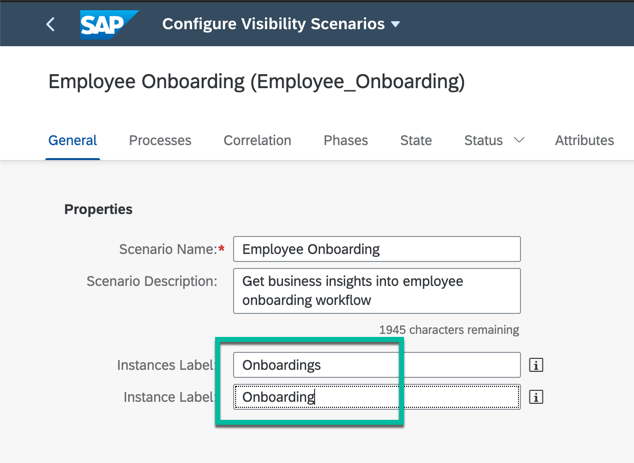 SAP Configure Visibility Scenarios
Employee Onboarding (Employee_Onboarding)
General Processes Correlation Phases State Status Attributes
Properties
Scenario Name:* Employee Onboarding
Scenario Description: Get business insights into employee
onboarding workflow
1945 characters remaining
Instances Label: Onboardings
Instance Label: Onboarding